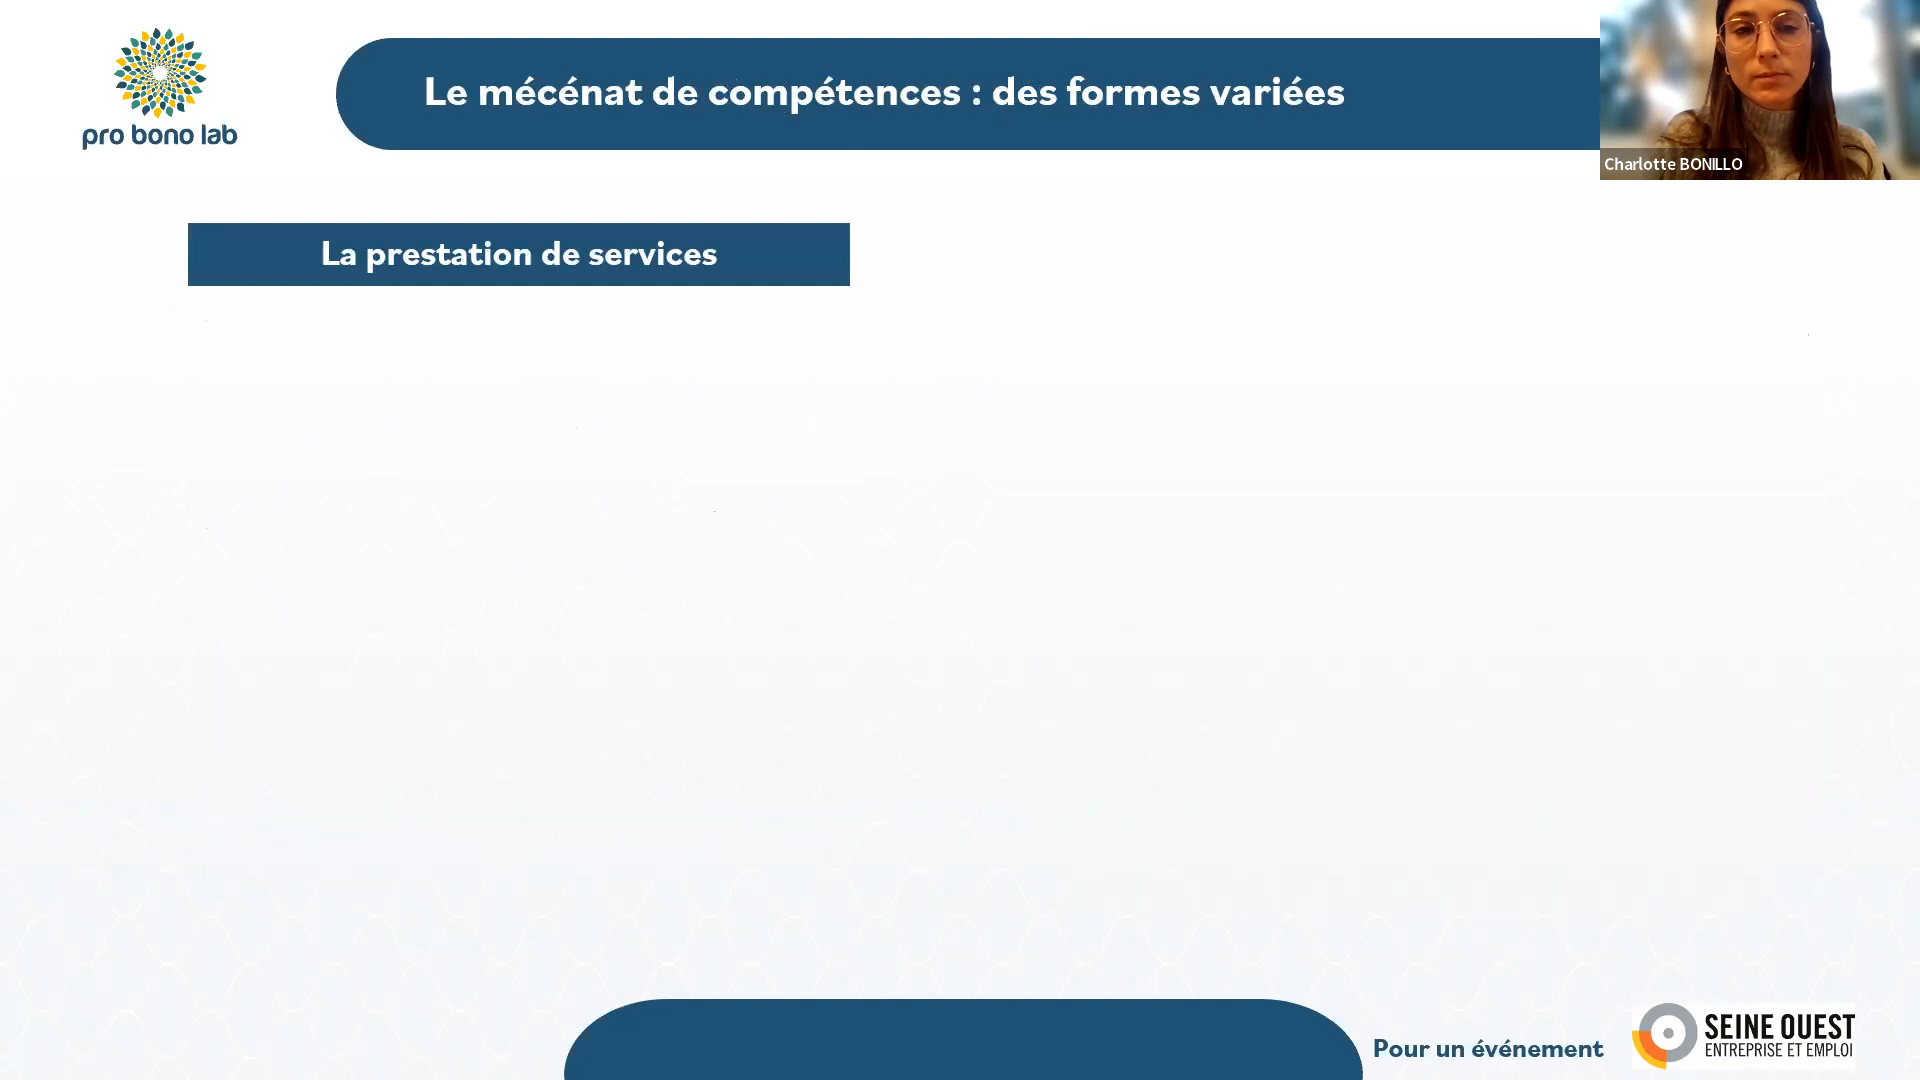 pro bono lab
Le mécénat de compétences : des formes variées
Charlotte BONILLO
La prestation de services
Pour un événement
SEINE OUEST
ENTREPRISE ET EMPLOI